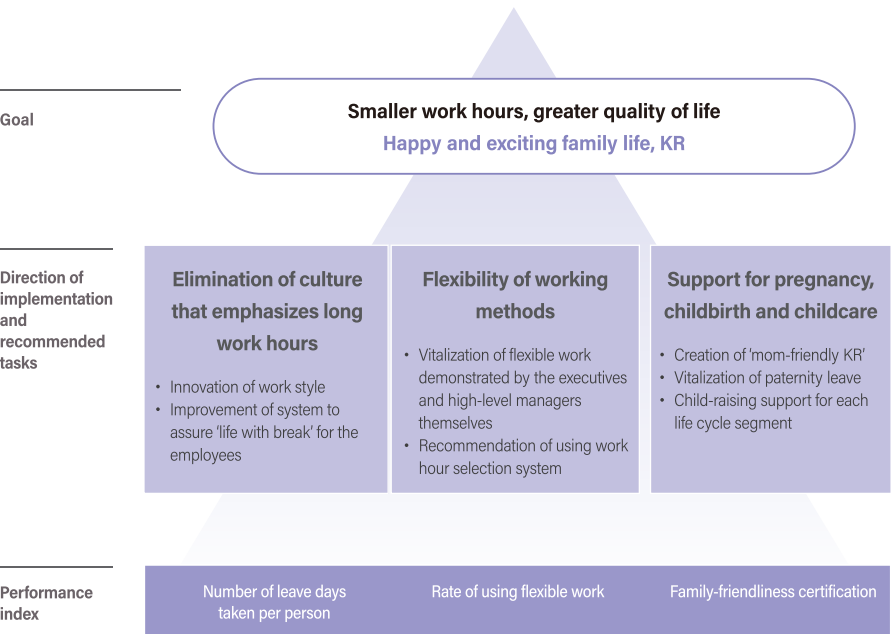 Goal
Smaller work hours, greater quality of life
Happy and exciting family life, KR
Direction of
implementation
and
recommended
tasks
Elimination of culture
that emphasizes long
work hours
• Innovation of work style
• Improvement of system to
assure ‘life with break’ for the
employees
Flexibility of working
methods
• Vitalization of flexible work
demonstrated by the executives
and high-level managers
themselves
• Recommendation of using work
hour selection system
Support for pregnancy,
childbirth and childcare
• Creation of ‘mom-friendly KR’
• Vitalization of paternity leave
• Child-raising support for each
life cycle segment
Performance
index
Number of leave days
taken per person
Rate of using flexible work
Family-friendliness certification